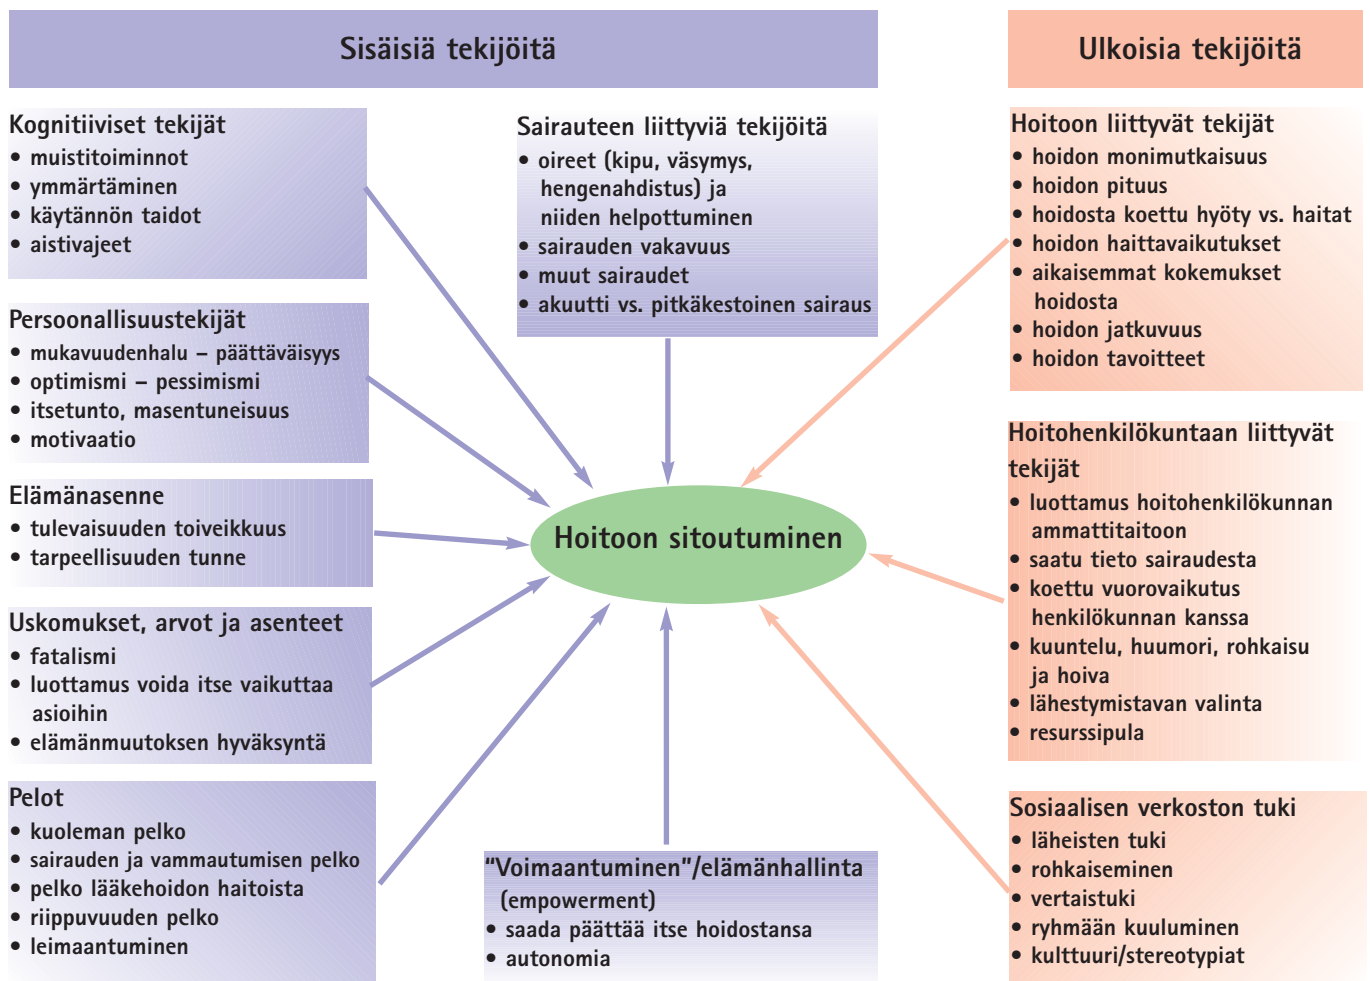 Sisäisiä tekijöitä
Ulkoisia tekijöitä
Kognitiiviset tekijät
• muistitoiminnot
• ymmärtäminen
• käytännön taidot
• aistivajeet
Persoonallisuustekijät
• mukavuudenhalu – päättäväisyys
• optimismi – pessimismi
• itsetunto, masentuneisuus
• motivaatio
Elämänasenne
• tulevaisuuden toiveikkuus
• tarpeellisuuden tunne
Uskomukset, arvot ja asenteet
• fatalismi
• luottamus voida itse vaikuttaa
asioihin
• elämänmuutoksen hyväksyntä
Pelot
• kuoleman pelko
• sairauden ja vammautumisen pelko
• pelko lääkehoidon haitoista
• riippuvuuden pelko
• leimaantuminen
Sairauteen liittyviä tekijöitä
• oireet (kipu, väsymys,
hengenahdistus) ja
niiden helpottuminen
• sairauden vakavuus
• muut sairaudet
• akuutti vs. pitkäkestoinen sairaus
Hoitoon sitoutuminen
“Voimaantuminen”/elämänhallinta
(empowerment)
• saada päättää itse hoidostansa
• autonomia
Hoitoon liittyvät tekijät
• hoidon monimutkaisuus
• hoidon pituus
• hoidosta koettu hyöty vs. haitat
• hoidon haittavaikutukset
• aikaisemmat kokemukset
hoidosta
• hoidon jatkuvuus
• hoidon tavoitteet
Hoitohenkilökuntaan liittyvät
tekijät
• luottamus hoitohenkilökunnan
ammattitaitoon
• saatu tieto sairaudesta
• koettu vuorovaikutus
henkilökunnan kanssa
• kuuntelu, huumori, rohkaisu
ja hoiva
• lähestymistavan valinta
• resurssipula
Sosiaalisen verkoston tuki
• läheisten tuki
• rohkaiseminen
• vertaistuki
• ryhmään kuuluminen
• kulttuuri/stereotypiat